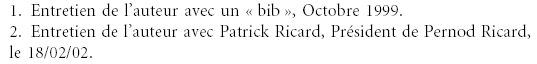 1. Entretien de l'auteur avec un « bib », Octobre 1999.
2. Entretien de l'auteur avec Patrick Ricard, Président de Pernod Ricard,
le 18/02/02.